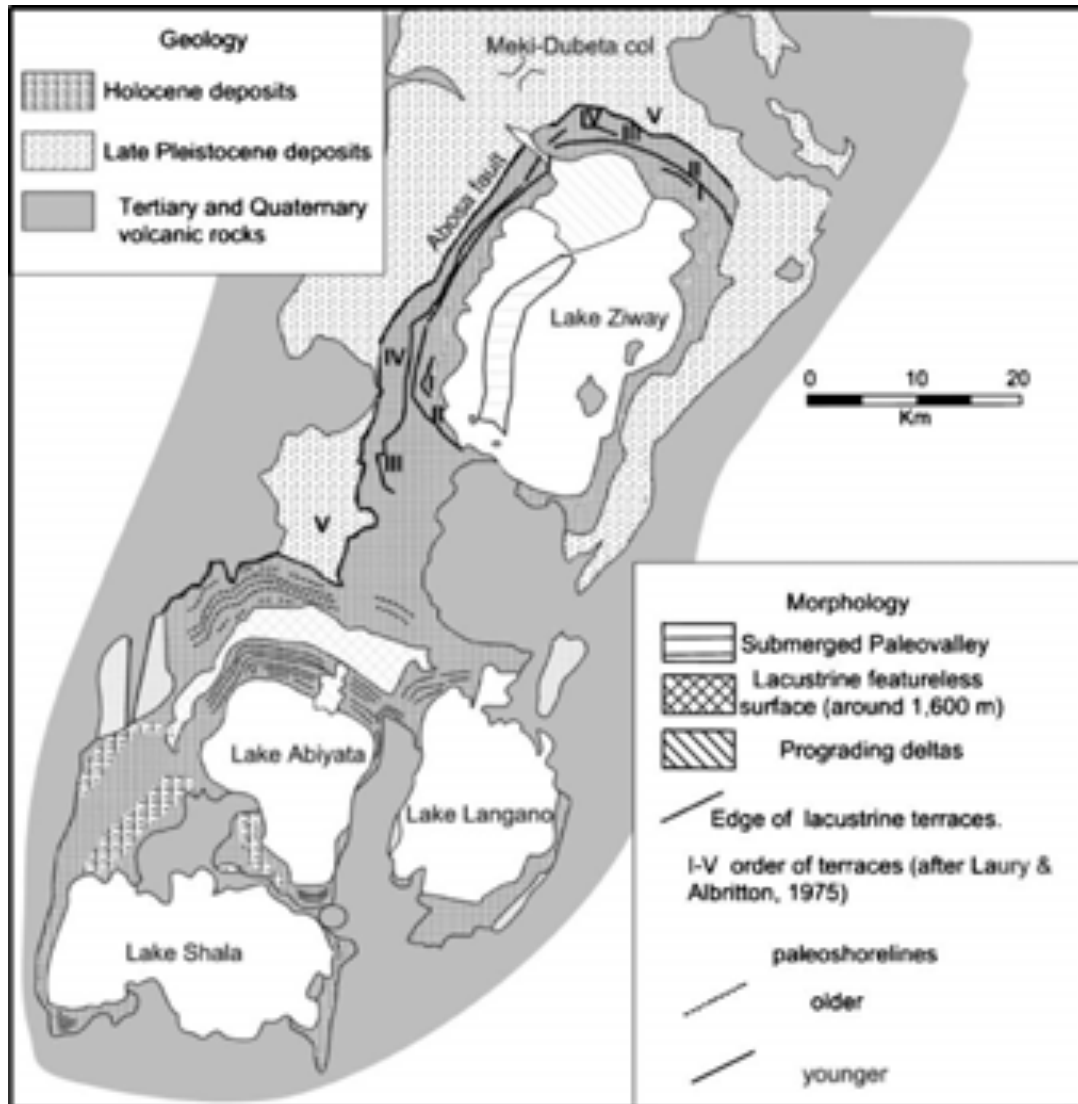 Geology
Holocene deposits
Late Pleistocene deposits
Tertiary and Quaternary
volcanic rocks
Meki-Dubeta col
IV
V
III
II
Abosa fault
Lake Ziway
IV
I
II
III
V
0 10 20
Km
Lake Abiyata
Lake Langano
Lake Shala
Morphology
Submerged Paleovalley
Lacustrine featureless
surface (around 1,600 m)
Prograding deltas
Edge of lacustrine terraces.
I-V order of terraces (after Laury &
Albritton, 1975)
paleoshorelines
older
younger